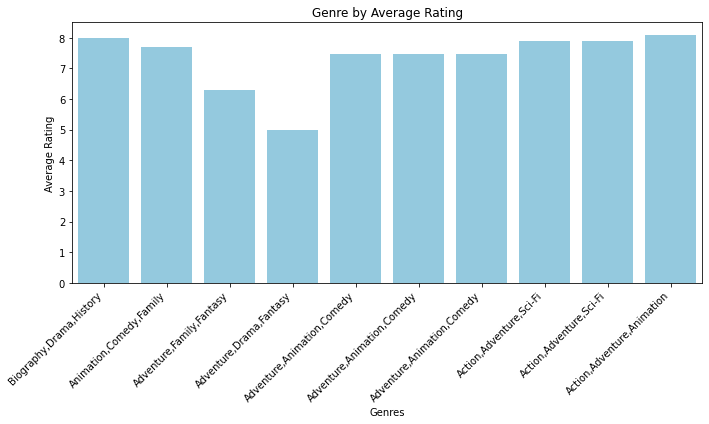 Genre by Average Rating
Average Rating
8
7
6
5
4
3
2
1
0
Biography,Drama,History
Animation,Comedy,Family
Adventure,Family,Fantasy
Adventure,Drama,Fantasy
Adventure,Animation,Comedy
Adventure,Animation,Comedy
Adventure,Animation,Comedy
Action,Adventure,Sci-Fi
Action,Adventure,Sci-Fi
Action,Adventure,Animation
Genres